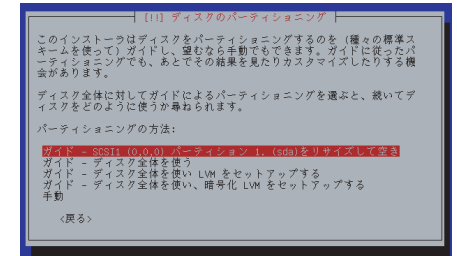 [!!] ディスクのパーティショニング
このインストーラはディスクをパーティショニングするのを (種々の標準ス
キームを使って) ガイドし、望むなら手動でもできます。ガイドに従ったパ
ーティショニングでも、あとでその結果を見たりカスタマイズしたりする機
会があります。
ディスク全体に対してガイドによるパーティショニングを選ぶと、続いてデ
ィスクをどのように使うか尋ねられます。
パーティショニングの方法:
ガイド - SCSI1 (0,0,0) パーティション 1. (sda)をリサイズして空き
ガイド - ディスク全体を使う
ガイド - ディスク全体を使い LVM をセットアップする
ガイド - ディスク全体を使い、暗号化 LVM をセットアップする
手動
<戻る>